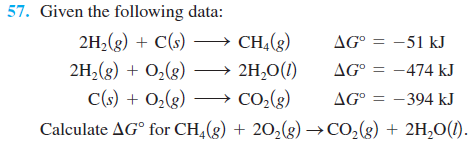 57. Given the following data:
2H₂(g) + C(s) ⟶ CH₄(g) ΔG° = −51 kJ
2H₂(g) + O₂(g) ⟶ 2H₂O(l) ΔG° = −474 kJ
C(s) + O₂(g) ⟶ CO₂(g) ΔG° = −394 kJ
Calculate ΔG° for CH₄(g) + 2O₂(g) → CO₂(g) + 2H₂O(l).